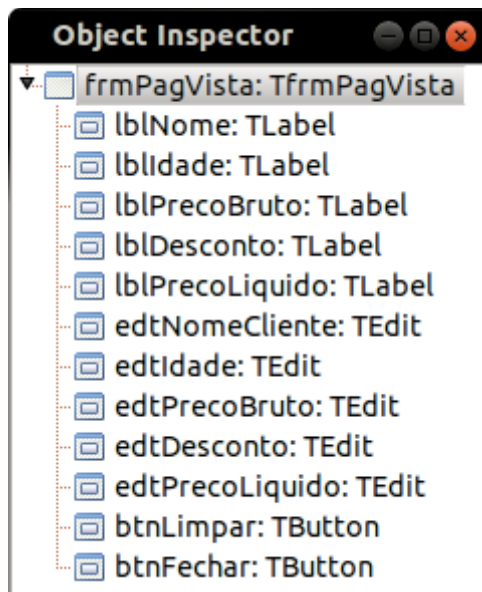 Object Inspector
frmPagVista: TfrmPagVista
lblNome: TLabel
lblIdade: TLabel
lblPrecoBruto: TLabel
lblDesconto: TLabel
lblPrecoLiquido: TLabel
edtNomeCliente: TEdit
edtIdade: TEdit
edtPrecoBruto: TEdit
edtDesconto: TEdit
edtPrecoLiquido: TEdit
btnLimpar: TButton
btnFechar: TButton